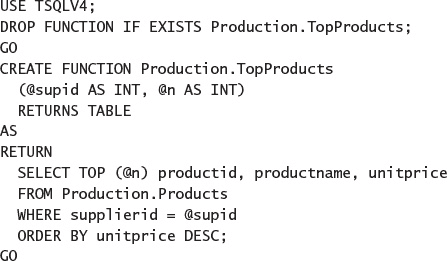 USE TSQLV4;
DROP FUNCTION IF EXISTS Production.TopProducts;
GO
CREATE FUNCTION Production.TopProducts
(@supid AS INT, @n AS INT)
RETURNS TABLE
AS
RETURN
SELECT TOP (@n) productid, productname, unitprice
FROM Production.Products
WHERE supplierid = @supid
ORDER BY unitprice DESC;
GO